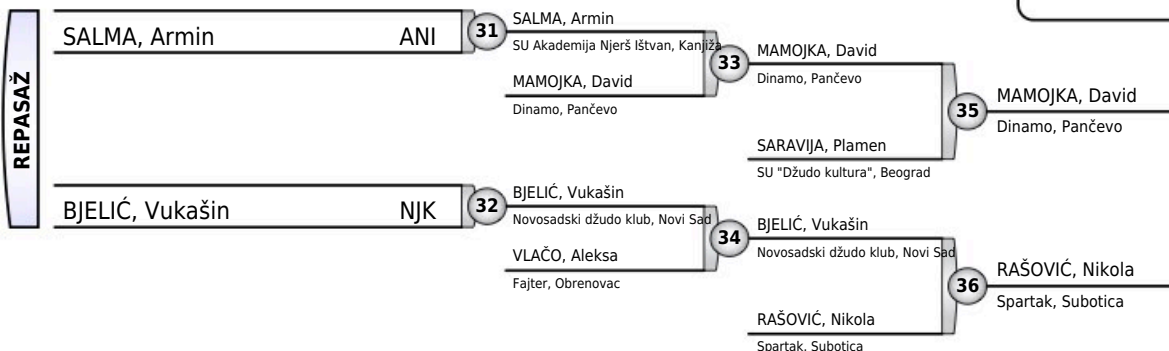 REPASAŽ
SALMA, Armin ANI
31
SALMA, Armin
SU Akademija Njerš Ištvan, Kanjiža
MAMOJKA, David
Dinamo, Pančevo
33
MAMOJKA, David
Dinamo, Pančevo
SARAVIJA, Plamen
SU "Džudo kultura", Beograd
35
MAMOJKA, David
Dinamo, Pančevo
BJELIĆ, Vukašin NJK
32
BJELIĆ, Vukašin
Novosadski džudo klub, Novi Sad
VLAČO, Aleksa
Fajter, Obrenovac
34
BJELIĆ, Vukašin
Novosadski džudo klub, Novi Sad
RAŠOVIĆ, Nikola
Spartak, Subotica
36
RAŠOVIĆ, Nikola
Spartak, Subotica